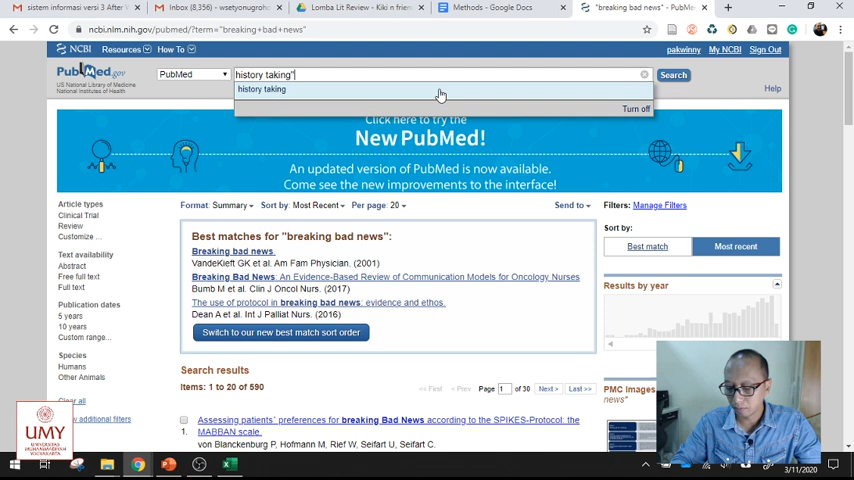 sistem informasi versi 3 After W
Inbox (8,356) - wsetyonugroho
Lomba Lit Review - Kiki n friend
Methods - Google Docs
"breaking bad news" - PubMed
ncbi.nlm.nih.gov/pubmed/?term="breaking+bad+news"
NCBI Resources How To
pakwinny My NCBI Sign Out
PubMed.gov
US National Library of Medicine
National Institutes of Health
PubMed
history taking"
Search
history taking
Turn off
Help
Click here to try the
New PubMed!
An updated version of PubMed is now available.
Come see the new improvements to the interface!
Article types
Clinical Trial
Review
Customize ...
Text availability
Abstract
Free full text
Full text
Publication dates
5 years
10 years
Custom range...
Species
Humans
Other Animals
Clear all
additional filters
Format: Summary Sort by: Most Recent Per page: 20
Send to
Best matches for "breaking bad news":
Breaking bad news.
VandeKieft GK et al. Am Fam Physician. (2001)
Breaking Bad News: An Evidence-Based Review of Communication Models for Oncology Nurses
Bumb M et al. Clin J Oncol Nurs. (2017)
The use of protocol in breaking bad news: evidence and ethos.
Dean A et al. Int J Palliat Nurs. (2016)
Switch to our new best match sort order
Search results
Items: 1 to 20 of 590
<< First < Prev Page 1 of 30 Next > Last >>
Assessing patients´ preferences for breaking Bad News according to the SPIKES-Protocol: the
1. MABBAN scale.
von Blanckenburg P, Hofmann M, Rief W, Seifart U, Seifart C.
Filters: Manage Filters
Sort by:
Best match Most recent
Results by year
PMC Images
news"
UMY
UNIVERSITAS
MUHAMMADIYAH
YOGYAKARTA
3/11/2020